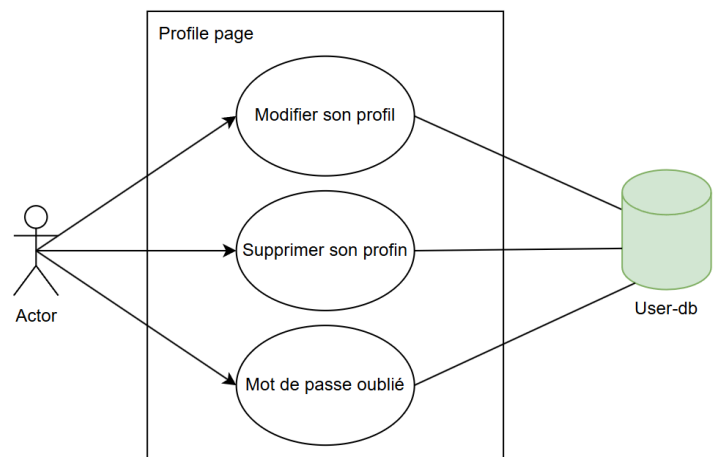 Profile page
Modifier son profil
Supprimer son profin
Actor
User-db
Mot de passe oublié